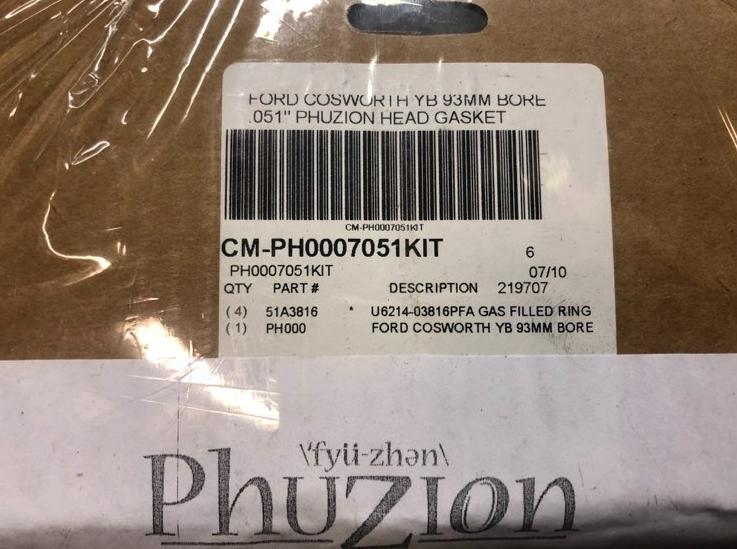 FORD COSWORTH YB 93MM BORE
.051" PHUZION HEAD GASKET
CM-PH0007051KIT
CM-PH0007051KIT 6
PH0007051KIT 07/10
QTY PART # DESCRIPTION 219707
( 4) 51A3816 * U6214-03816PFA GAS FILLED RING
( 1) PH000 FORD COSWORTH YB 93MM BORE
\'fyü-zhən\
PhuZion